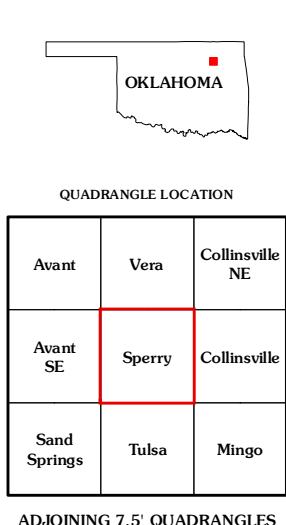 OKLAHOMA
QUADRANGLE LOCATION
Avant Vera Collinsville
NE
Avant
SE Sperry Collinsville
Sand
Springs Tulsa Mingo
ADJOINING 7.5' QUADRANGLES